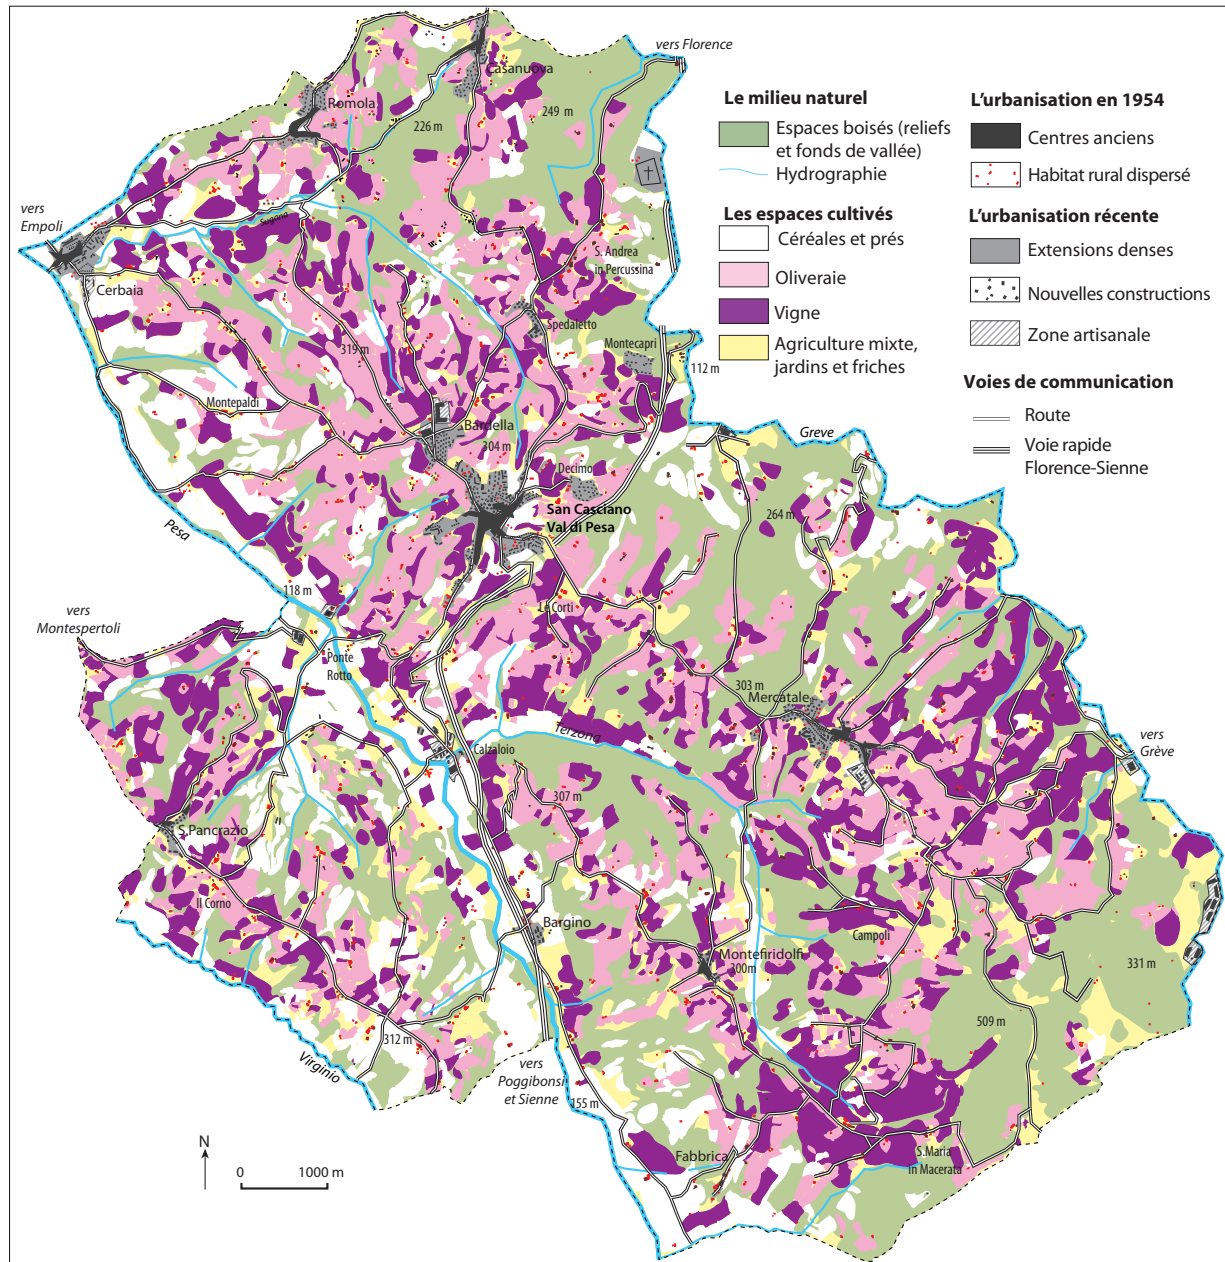 Le milieu naturel
Espaces boisés (reliefs
et fonds de vallée)
Hydrographie
Les espaces cultivés
Céréales et prés
Oliveraie
Vigne
Agriculture mixte,
jardins et friches
L'urbanisation en 1954
Centres anciens
Habitat rural dispersé
L'urbanisation récente
Extensions denses
Nouvelles constructions
Zone artisanale
Voies de communication
Route
Voie rapide
Florence-Sienne
vers Florence
Casanuova
Romola
249 m
226 m
vers
Empoli
Sugana
Cerbaia
S. Andrea
in Percussina
Spedaletto
Montecapri
112 m
319 m
Montepaldi
Bardella
304 m
Decimo
Greve
San Casciano
Val di Pesa
264 m
Pesa
118 m
vers
Montespertoli
Le Corti
Ponte
Rotto
303 m
Mercatale
Terzona
vers
Grève
Calzaloio
307 m
S. Pancrazio
Il Corno
Bargino
Montefiridolfi
300m
Campoli
331 m
509 m
312 m
Virginio
vers
Poggibonsi
et Sienne
155 m
Fabbrica
S. Maria
in Macerata
N
0
1000 m